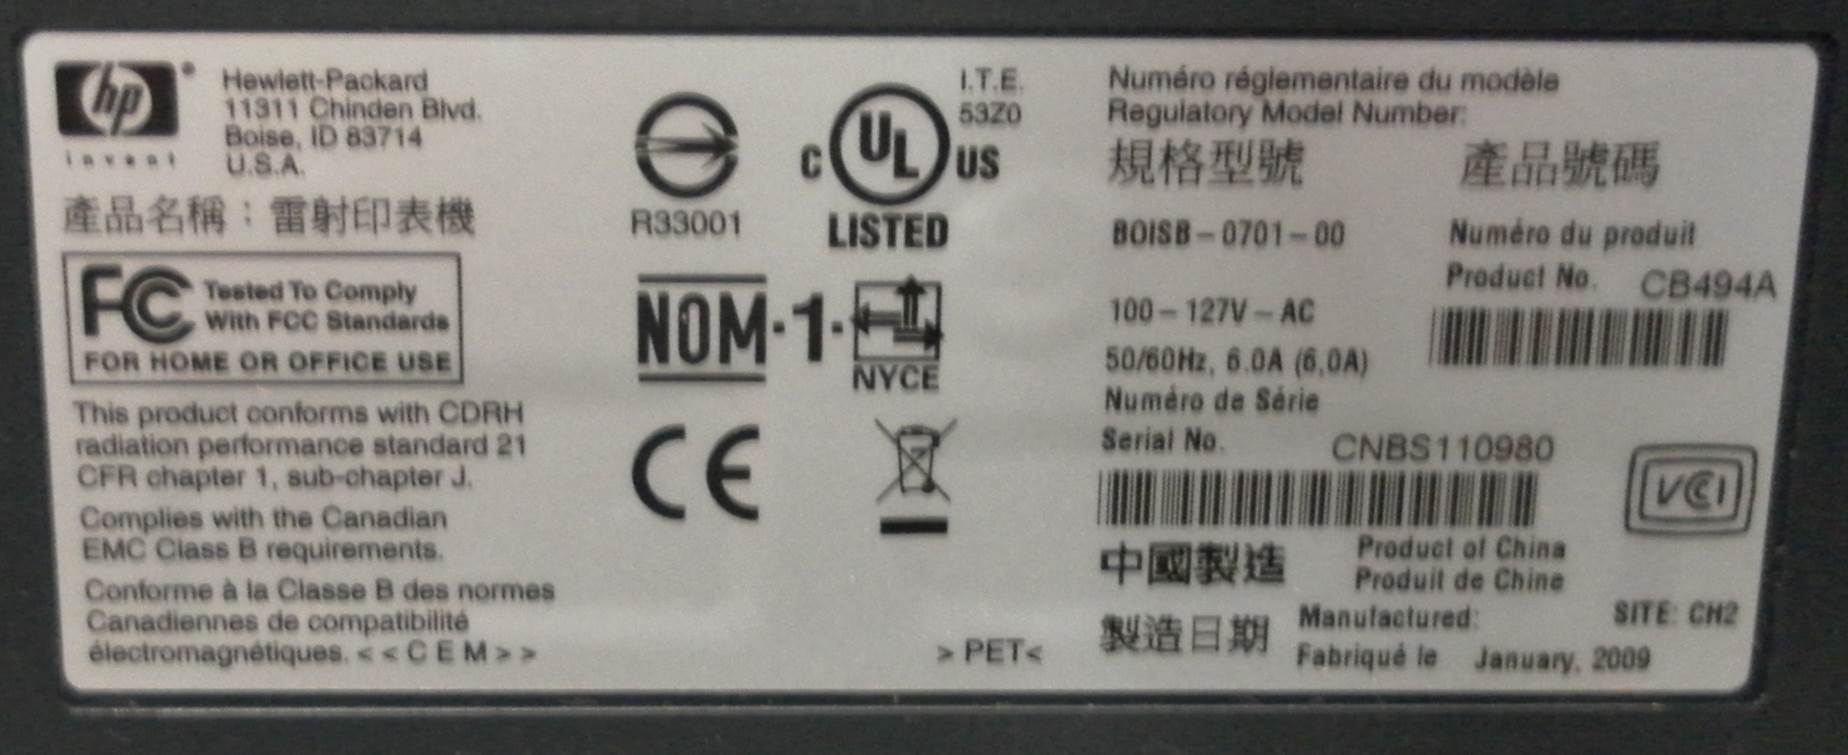 hp
invent
Hewlett-Packard
11311 Chinden Blvd.
Boise, ID 83714
U.S.A.
產品名稱：雷射印表機
FC Tested To Comply
With FCC Standards
FOR HOME OR OFFICE USE
This product conforms with CDRH
radiation performance standard 21
CFR chapter 1, sub-chapter J.
Complies with the Canadian
EMC Class B requirements.
Conforme à la Classe B des normes
Canadiennes de compatibilité
électromagnétiques. < < C E M > >
R33001
C UL US
LISTED
I.T.E.
53Z0
NOM-1-
NYCE
CE
> PET <
Numéro réglementaire du modèle
Regulatory Model Number:
規格型號
BOISB-0701-00
產品號碼
Numéro du produit
Product No. CB494A
100-127V-AC
50/60Hz, 6.0A (6,0A)
Numéro de Série
Serial No. CNBS110980
VCI
中國製造
Product of China
Produit de Chine
製造日期
Manufactured: SITE: CH2
Fabriqué le January, 2009